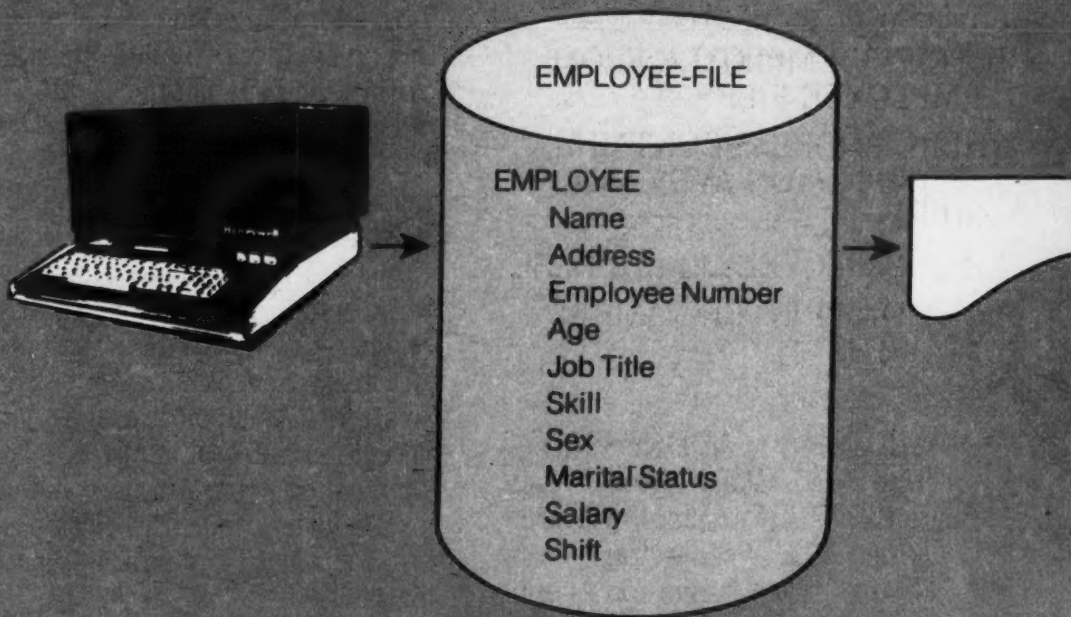 EMPLOYEE-FILE
EMPLOYEE
Name
Address
Employee Number
Age
Job Title
Skill
Sex
Marital Status
Salary
Shift